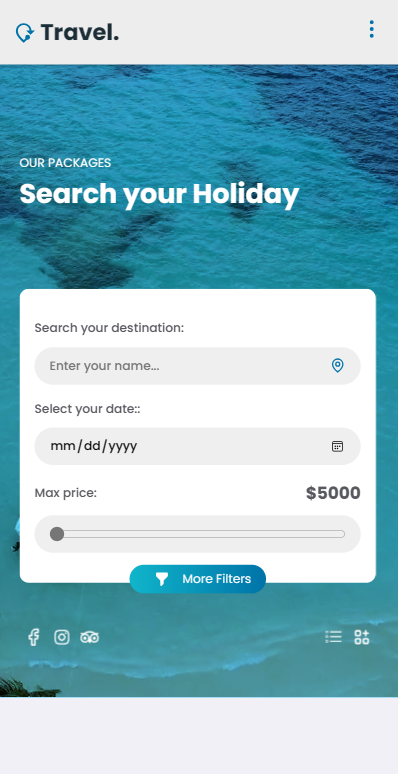 Travel.
OUR PACKAGES
Search your Holiday
Search your destination:
Enter your name...
Select your date::
mm/dd/yyyy
Max price: $5000
More Filters